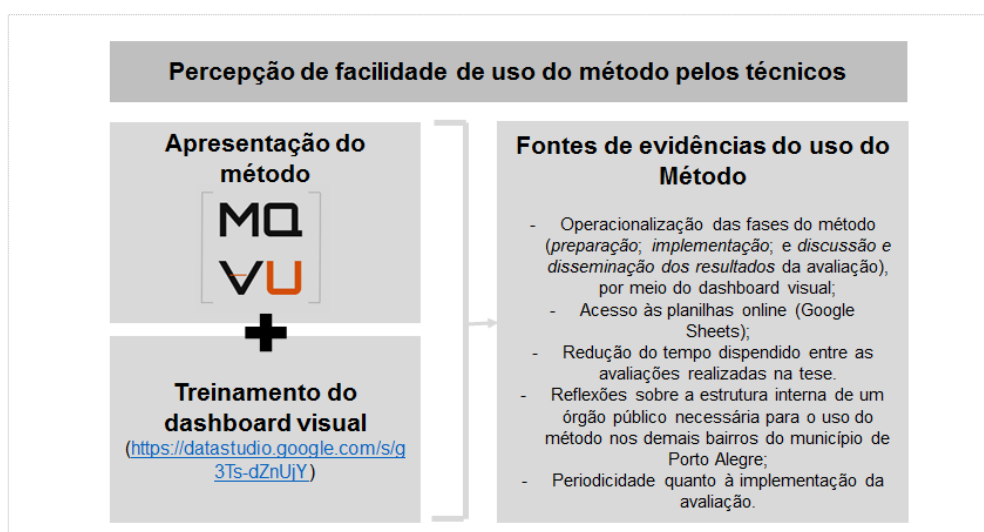 Percepção de facilidade de uso do método pelos técnicos
Apresentação do
método
MQ
VU
Treinamento do
dashboard visual
(https://datastudio.google.com/s/g
3Ts-dZnUjY)
Fontes de evidências do uso do
Método
- Operacionalização das fases do método
(preparação; implementação; e discussão e
disseminação dos resultados da avaliação),
por meio do dashboard visual;
- Acesso às planilhas online (Google
Sheets);
- Redução do tempo dispendido entre as
avaliações realizadas na tese.
- Reflexões sobre a estrutura interna de um
órgão público necessária para o uso do
método nos demais bairros do município de
Porto Alegre;
- Periodicidade quanto à implementação da
avaliação.